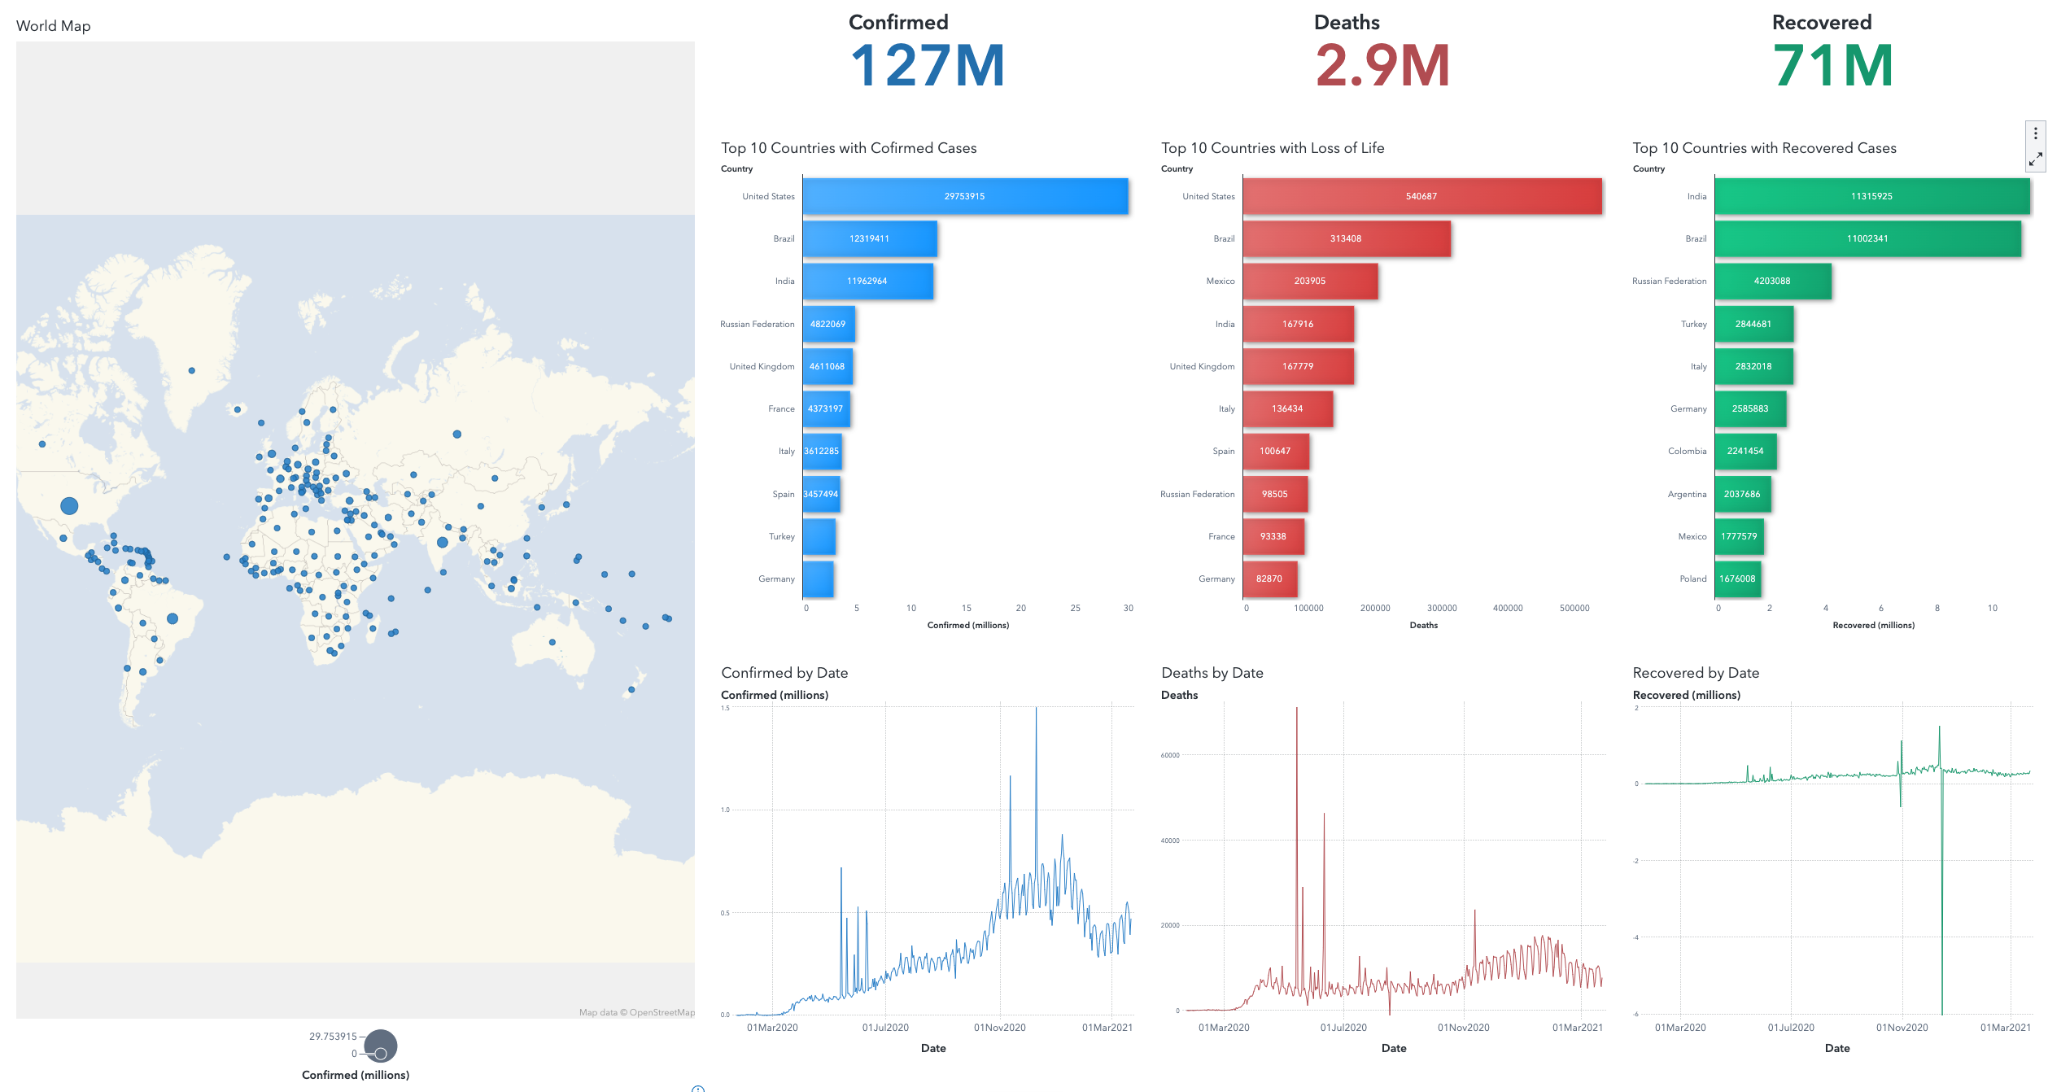 World Map
Map data © OpenStreetMap
29.753915
0
Confirmed (millions)
Confirmed
127M
Deaths
2.9M
Recovered
71M
Top 10 Countries with Cofirmed Cases
Country
United States 29753915
Brazil 12319411
India 11962964
Russian Federation 4822069
United Kingdom 4611068
France 4373197
Italy 3612285
Spain 3457494
Turkey
Germany
0 5 10 15 20 25 30
Confirmed (millions)
Top 10 Countries with Loss of Life
Country
United States 540687
Brazil 313408
Mexico 203905
India 167916
United Kingdom 167779
Italy 136434
Spain 100647
Russian Federation 98505
France 93338
Germany 82870
0 100000 200000 300000 400000 500000
Deaths
Top 10 Countries with Recovered Cases
Country
India 11315925
Brazil 11002341
Russian Federation 4203088
Turkey 2844681
Italy 2832018
Germany 2585883
Colombia 2241454
Argentina 2037686
Mexico 1777579
Poland 1676008
0 2 4 6 8 10
Recovered (millions)
Confirmed by Date
Confirmed (millions)
1.5
1.0
0.5
0.0
01Mar2020 01Jul2020 01Nov2020 01Mar2021
Date
Deaths by Date
Deaths
60000
40000
20000
0
01Mar2020 01Jul2020 01Nov2020 01Mar2021
Date
Recovered by Date
Recovered (millions)
2
0
-2
-4
-6
01Mar2020 01Jul2020 01Nov2020 01Mar2021
Date